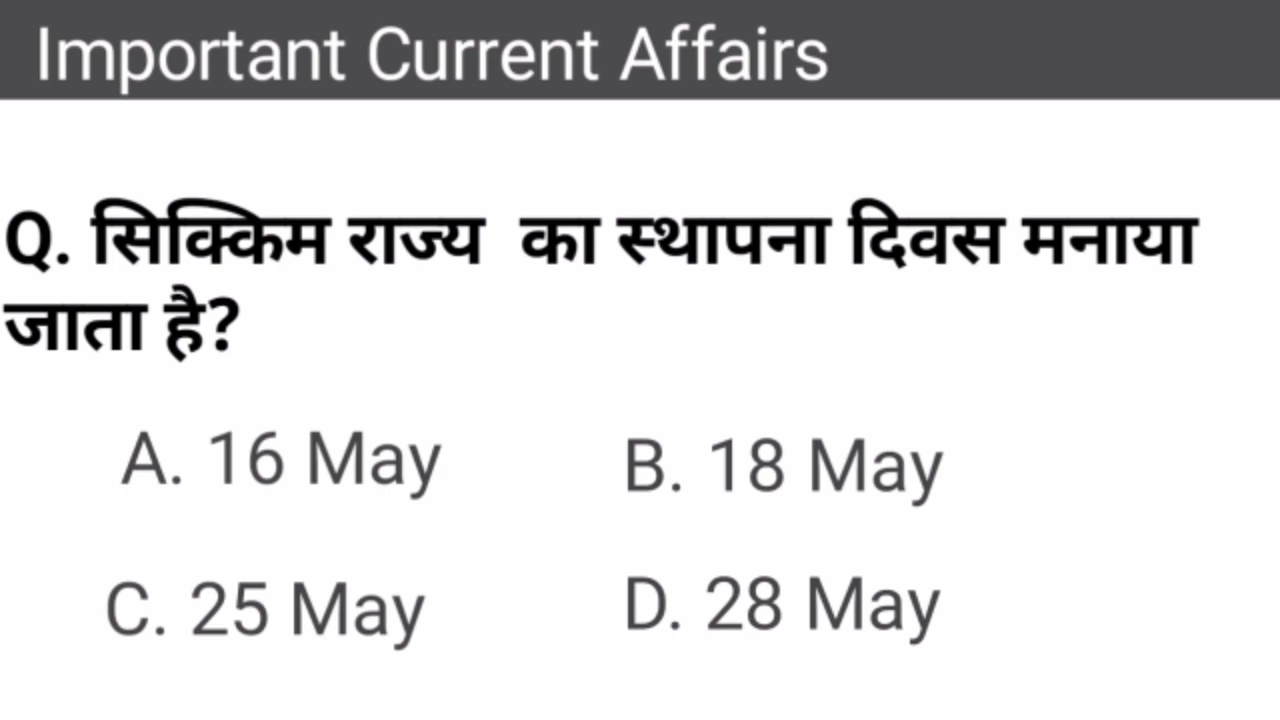 Important Current Affairs
Q. सिक्किम राज्य का स्थापना दिवस मनाया
जाता है?
A. 16 May
B. 18 May
C. 25 May
D. 28 May